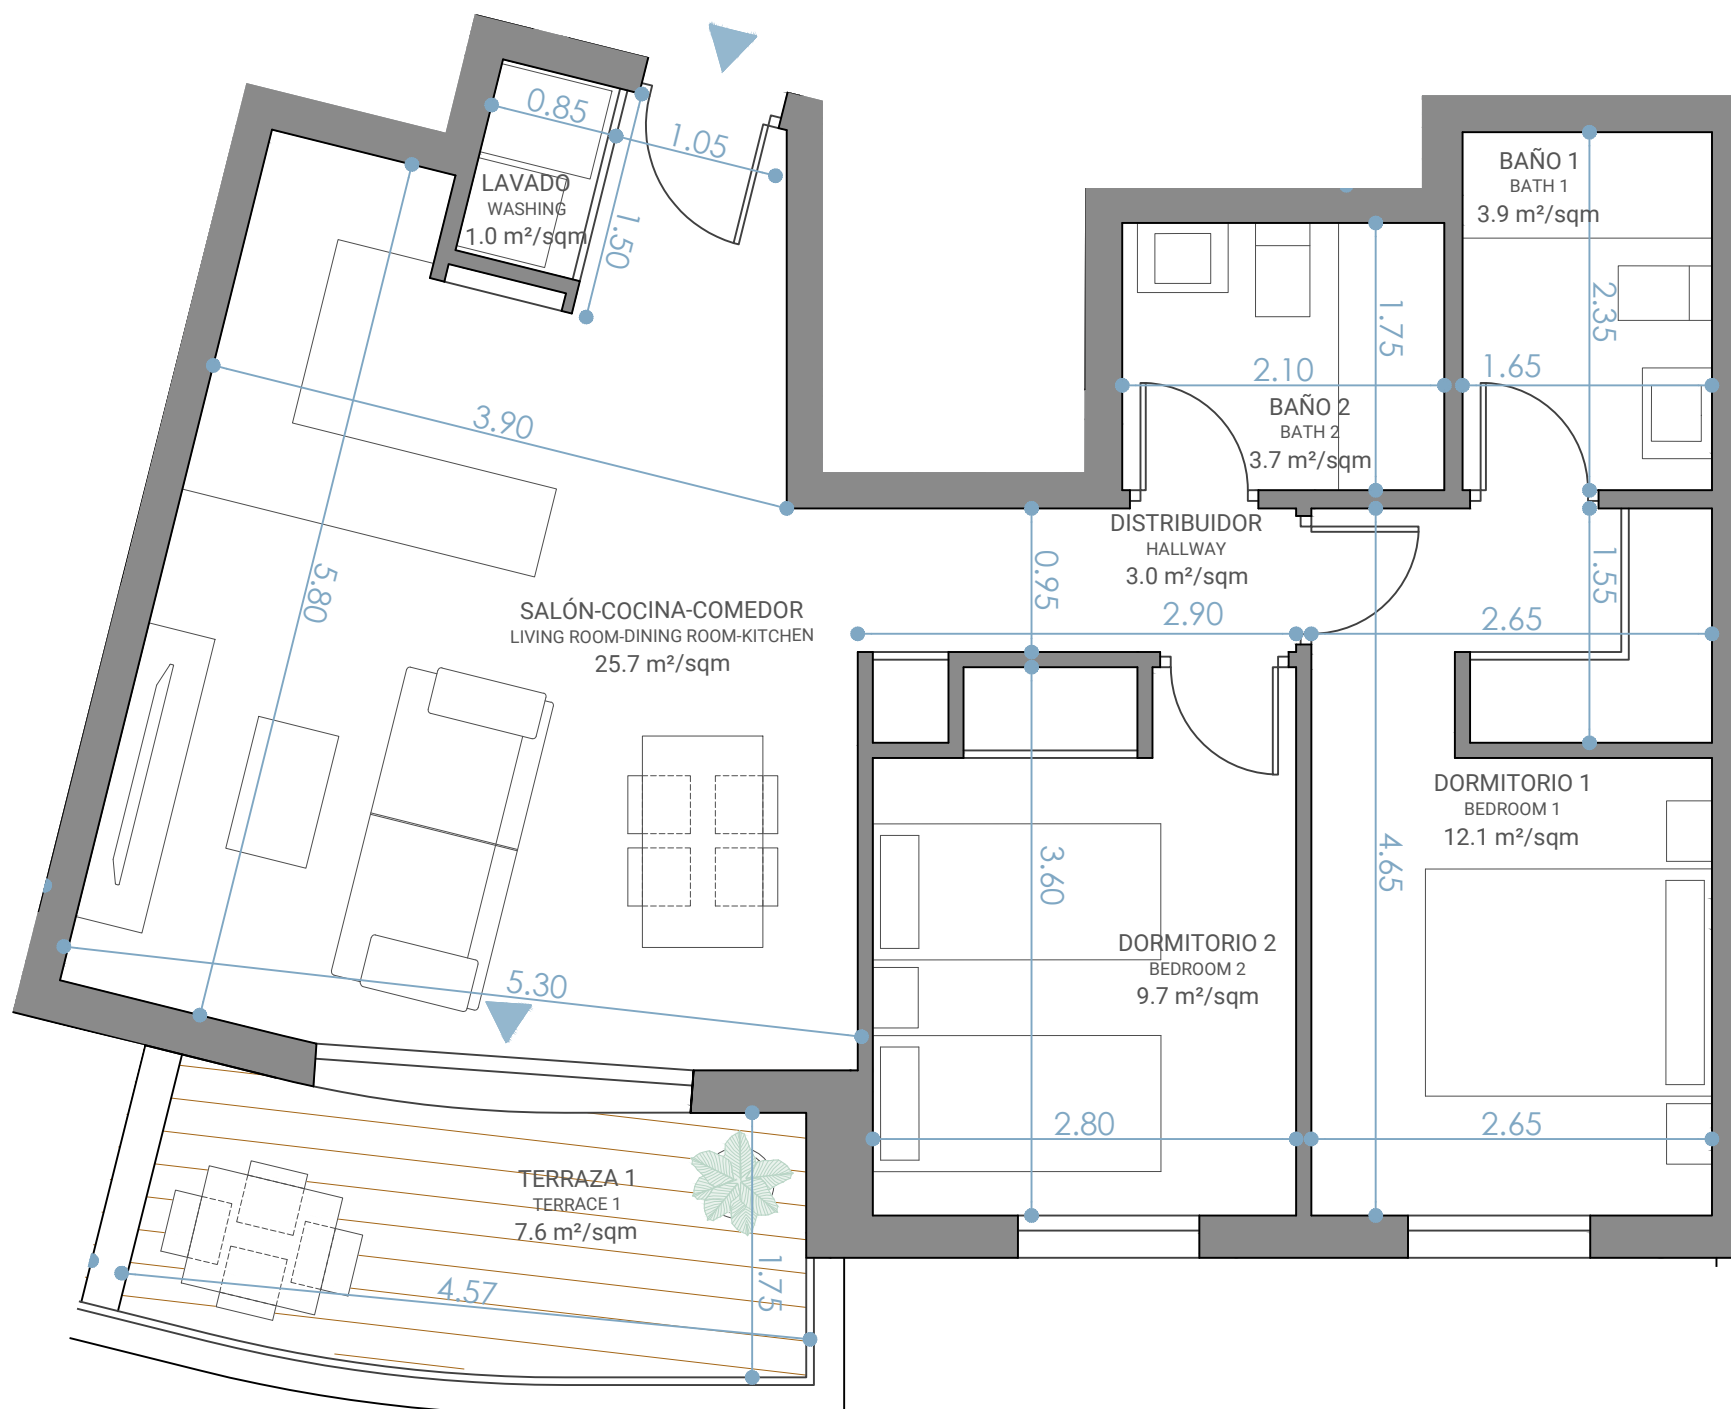 0.85
1.05
LAVADO
WASHING
1.0 m²/sqm
1.50
BAÑO 1
BATH 1
3.9 m²/sqm
2.35
1.75
1.65
2.10
BAÑO 2
BATH 2
3.7 m²/sqm
3.90
DISTRIBUIDOR
HALLWAY
3.0 m²/sqm
0.95
1.55
2.90
2.65
5.80
SALÓN-COCINA-COMEDOR
LIVING ROOM-DINING ROOM-KITCHEN
25.7 m²/sqm
DORMITORIO 1
BEDROOM 1
12.1 m²/sqm
3.60
4.65
DORMITORIO 2
BEDROOM 2
9.7 m²/sqm
5.30
2.80
2.65
TERRAZA 1
TERRACE 1
7.6 m²/sqm
1.75
4.57